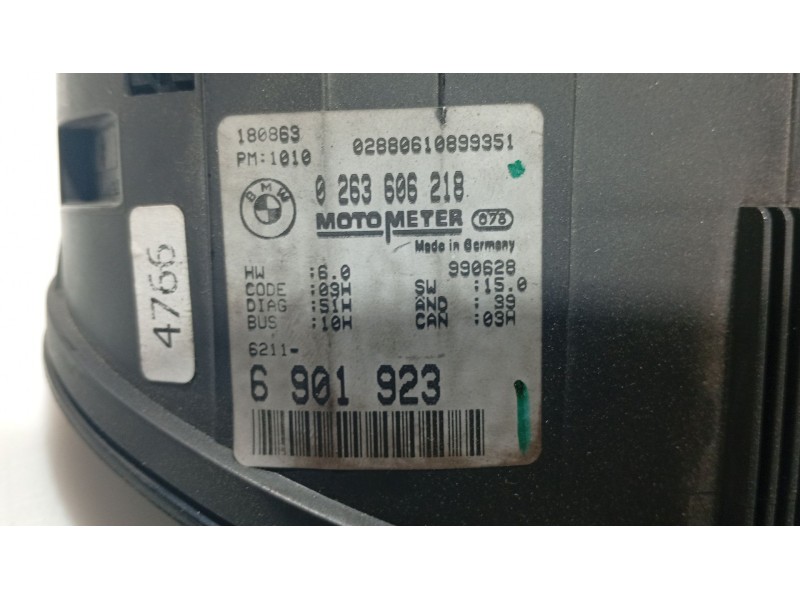 180869 02880610899351
PM:1010
BMW 0 263 606 218
MOTOMETER 078
Made in Germany
HW :6.0 990628
CODE :03H SW :15.0
DIAG :51H AND : 39
BUS :10H CAN :03H
6211-
6 901 923
4766